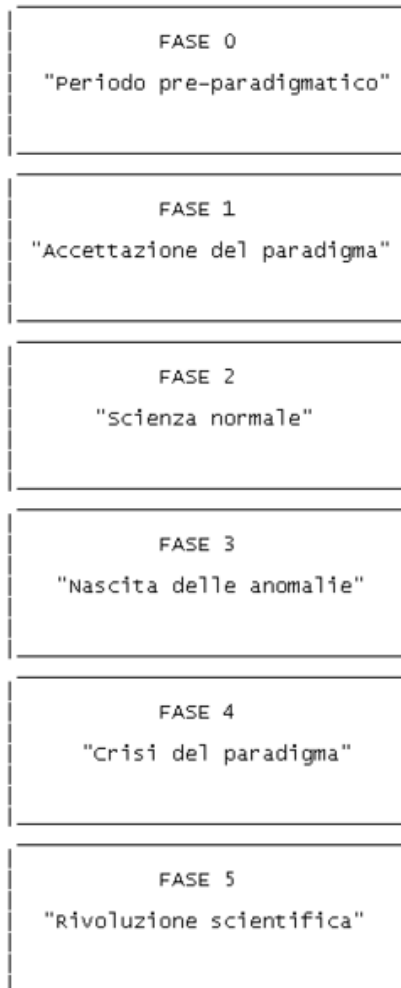 FASE 0
"Periodo pre-paradigmatico"
FASE 1
"Accettazione del paradigma"
FASE 2
"Scienza normale"
FASE 3
"Nascita delle anomalie"
FASE 4
"Crisi del paradigma"
FASE 5
"Rivoluzione scientifica"